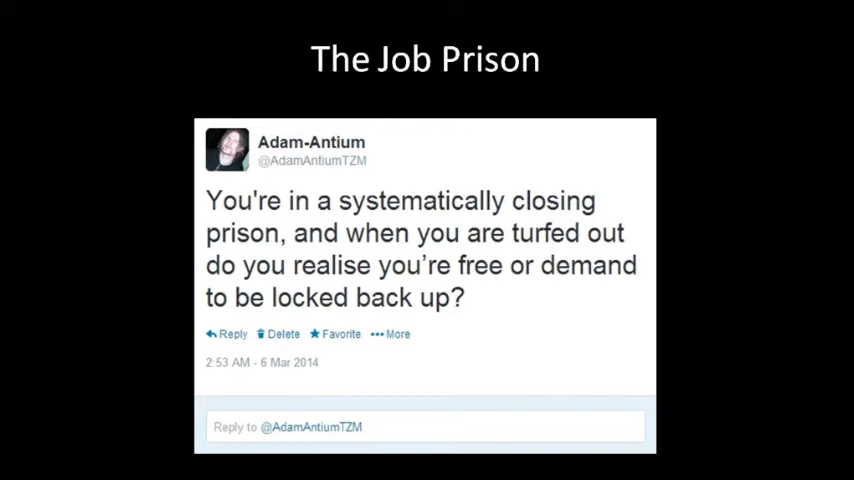 The Job Prison
Adam-Antium
@AdamAntiumTZM
You're in a systematically closing
prison, and when you are turfed out
do you realise you’re free or demand
to be locked back up?
Reply Delete Favorite More
2:53 AM - 6 Mar 2014
Reply to @AdamAntiumTZM